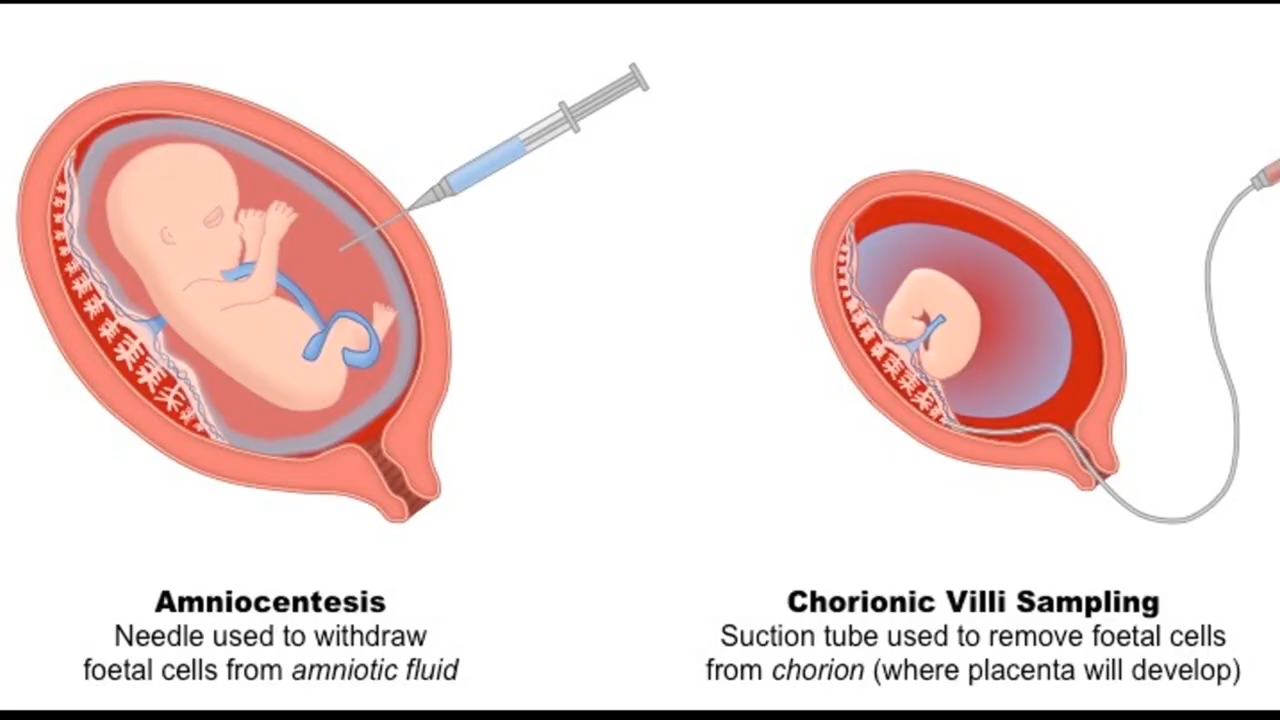 Amniocentesis
Needle used to withdraw
foetal cells from amniotic fluid
Chorionic Villi Sampling
Suction tube used to remove foetal cells
from chorion (where placenta will develop)